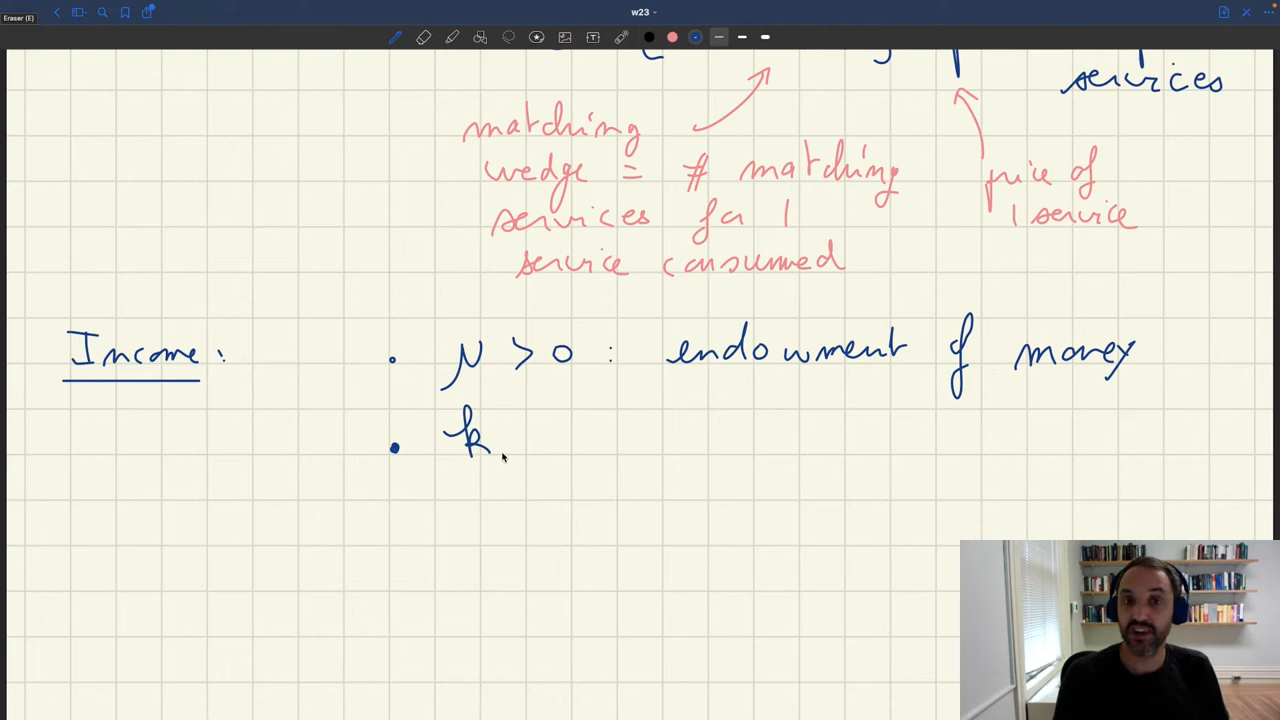 Eraser (E)
w23
services
matching
wedge = # matching
services for 1
service consumed
price of
1 service
Income:
• μ > 0 : endowment of money
• k